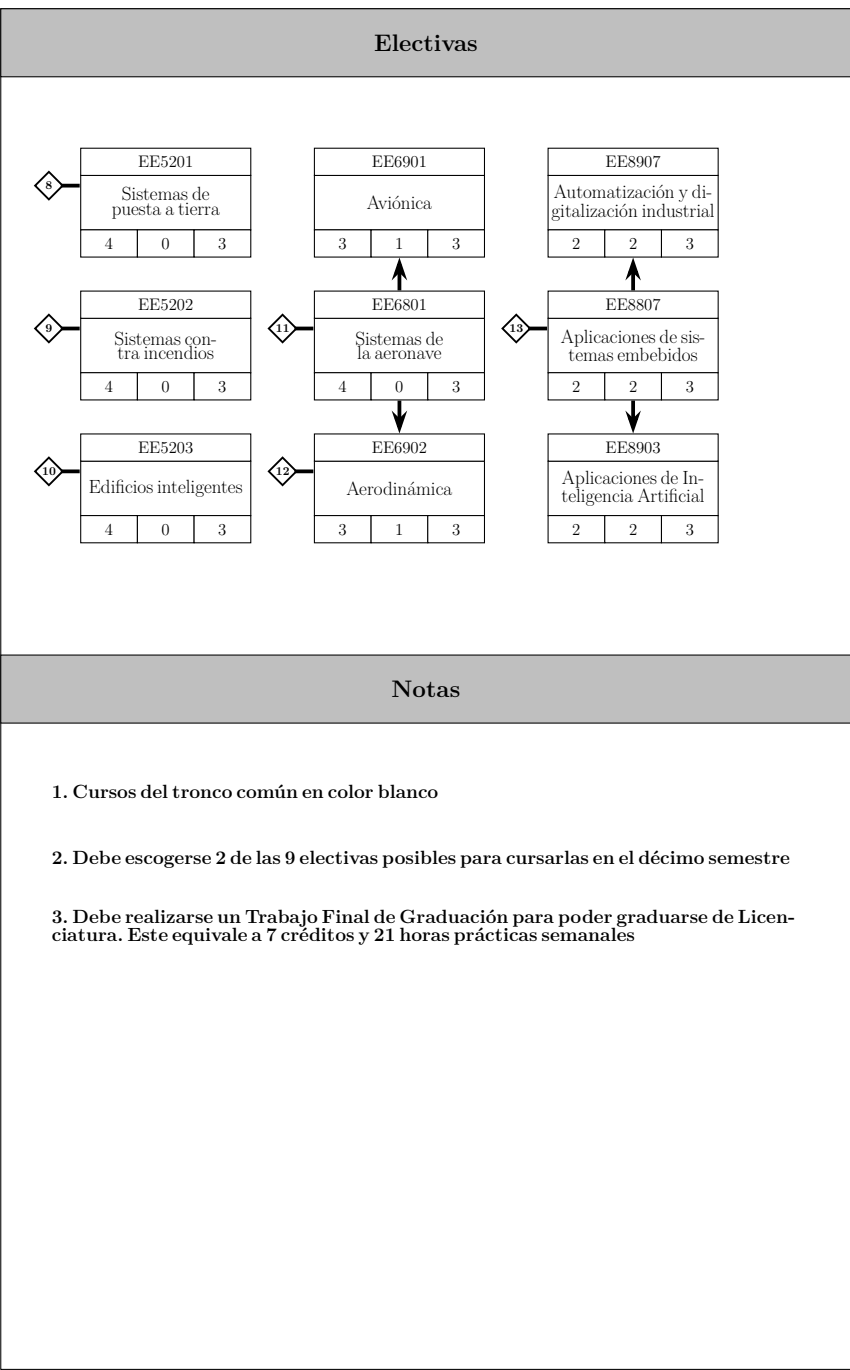 Electivas
8
EE5201
Sistemas de
puesta a tierra
4 0 3
EE6901
Aviónica
3 1 3
EE8907
Automatización y di-
gitalización industrial
2 2 3
9
EE5202
Sistemas con-
tra incendios
4 0 3
11
EE6801
Sistemas de
la aeronave
4 0 3
13
EE8807
Aplicaciones de sis-
temas embebidos
2 2 3
10
EE5203
Edificios inteligentes
4 0 3
12
EE6902
Aerodinámica
3 1 3
EE8903
Aplicaciones de In-
teligencia Artificial
2 2 3
Notas
1. Cursos del tronco común en color blanco
2. Debe escogerse 2 de las 9 electivas posibles para cursarlas en el décimo semestre
3. Debe realizarse un Trabajo Final de Graduación para poder graduarse de Licen-
ciatura. Este equivale a 7 créditos y 21 horas prácticas semanales